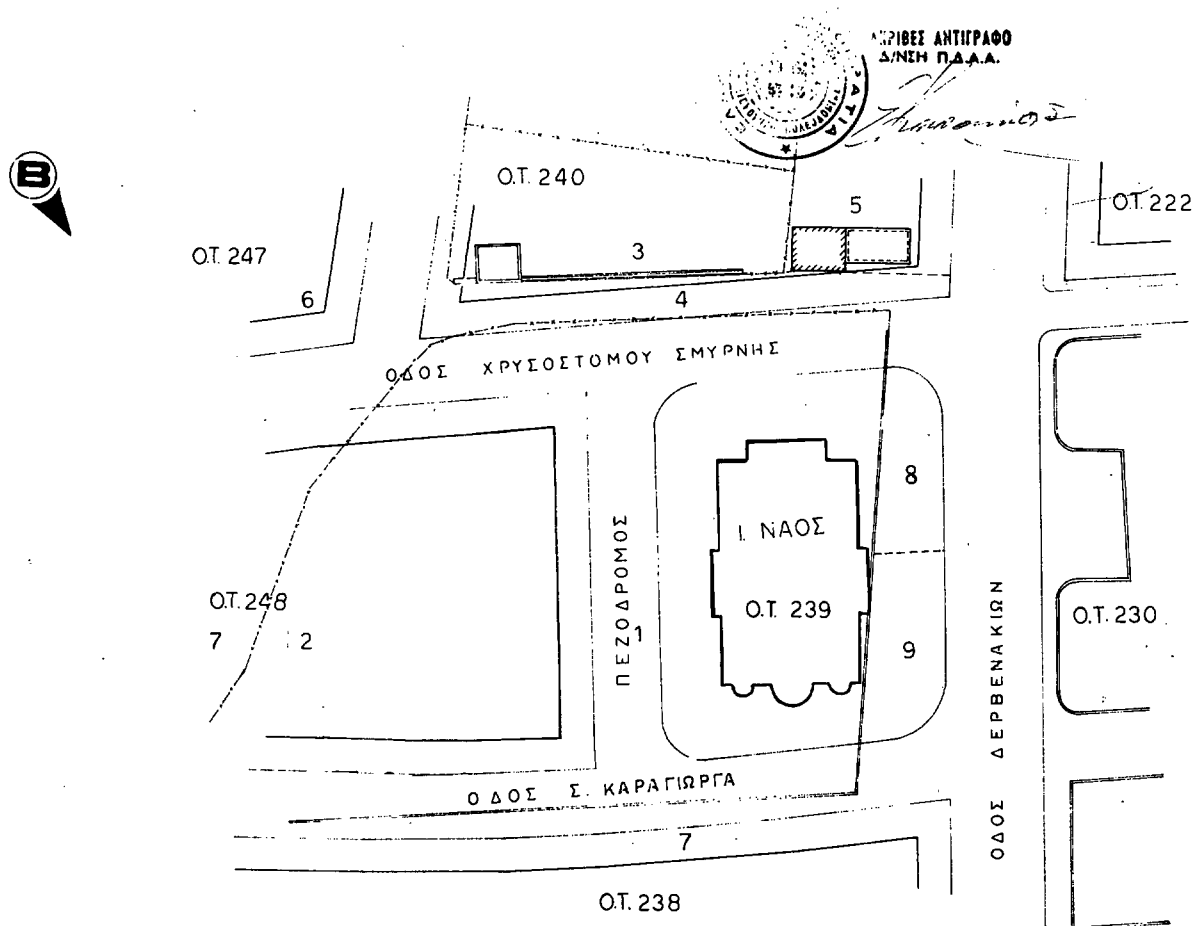 ΑΚΡΙΒΕΣ ΑΝΤΙΓΡΑΦΟ
Δ/ΝΣΗ Π.Δ.Α.Α.
Β
Ο.Τ. 240
5
Ο.Τ. 222
Ο.Τ. 247
3
6
4
ΟΔΟΣ ΧΡΥΣΟΣΤΟΜΟΥ ΣΜΥΡΝΗΣ
8
Ι. ΝΑΟΣ
ΠΕΖΟΔΡΟΜΟΣ
Ο.Τ. 248
Ο.Τ. 239
Ο.Τ. 230
7 2
1
9
ΟΔΟΣ ΔΕΡΒΕΝΑΚΙΩΝ
ΟΔΟΣ Σ. ΚΑΡΑΓΙΩΡΓΑ
7
Ο.Τ. 238